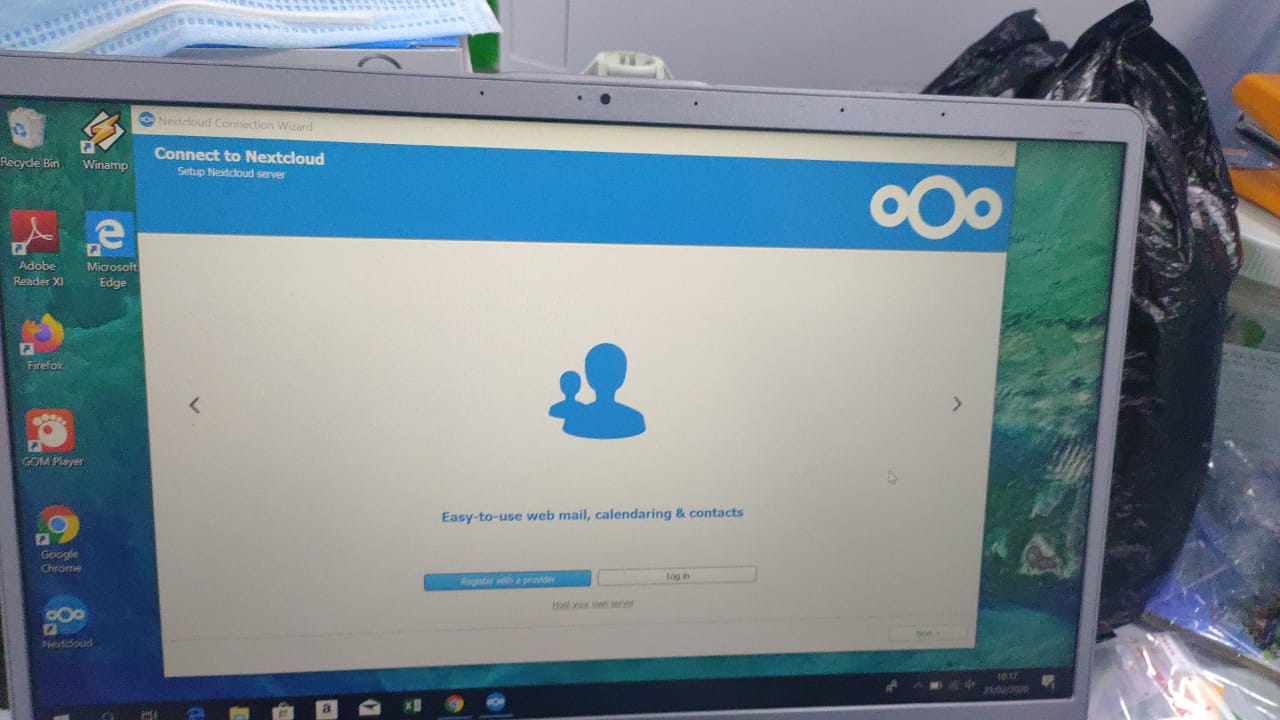 Nextcloud Connection Wizard
Connect to Nextcloud
Setup Nextcloud server
Recycle Bin
Winamp
Adobe
Reader XI
Microsoft
Edge
Firefox
GOM Player
Google
Chrome
Nextcloud
Easy-to-use web mail, calendaring & contacts
Register with a provider
Log in
Host your own server
Next
10:17
25/02/2020